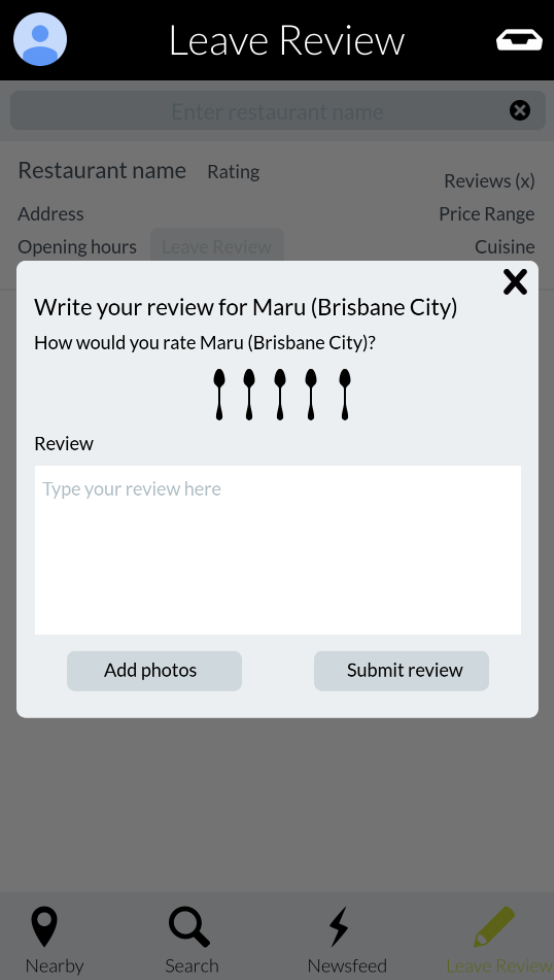 Leave Review
Enter restaurant name
Restaurant name Rating
Reviews (x)
Address
Price Range
Opening hours Leave Review
Cuisine
Write your review for Maru (Brisbane City)
How would you rate Maru (Brisbane City)?
Review
Type your review here
Add photos Submit review
Nearby Search Newsfeed Leave Review